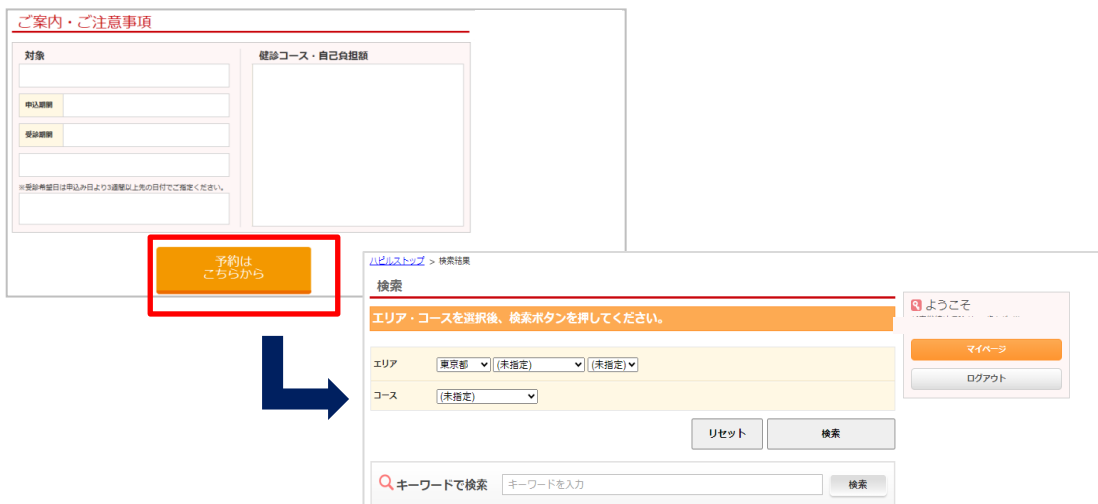 ご案内・ご注意事項
対象
健診コース・自己負担額
申込期間
受診期間
※受診希望日は申込み日より3週間以上先の日付でご指定ください。
予約は
こちらから
ハピルストップ > 検索結果
検索
エリア・コースを選択後、検索ボタンを押してください。
エリア 東京都 (未指定) (未指定)
コース (未指定)
リセット 検索
キーワードで検索 キーワードを入力 検索
ようこそ
マイページ
ログアウト